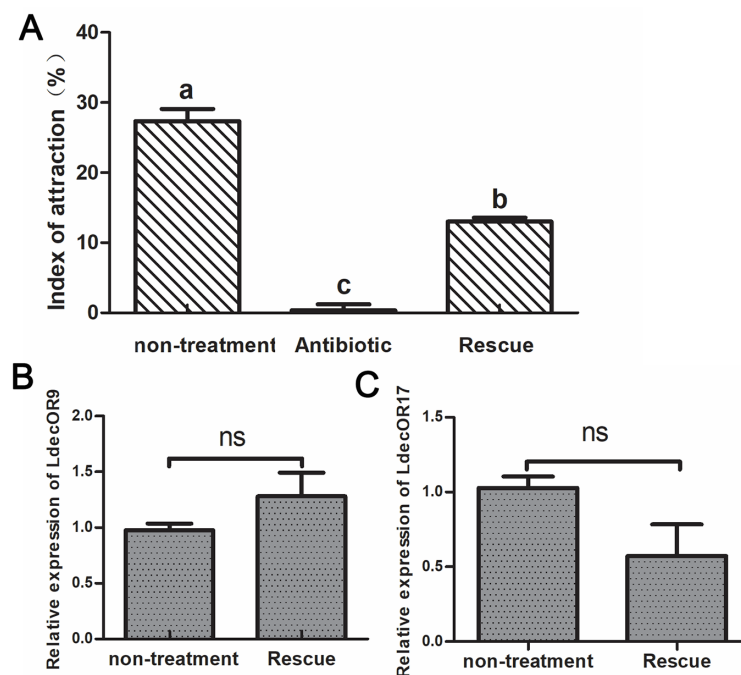 A
Index of attraction（%）
40
30
20
10
0
a
c
b
non-treatment Antibiotic Rescue
B
Relative expression of LdecOR9
2.0
1.5
1.0
0.5
0.0
ns
non-treatment Rescue
C
Relative expression of LdecOR17
1.5
1.0
0.5
0.0
ns
non-treatment Rescue